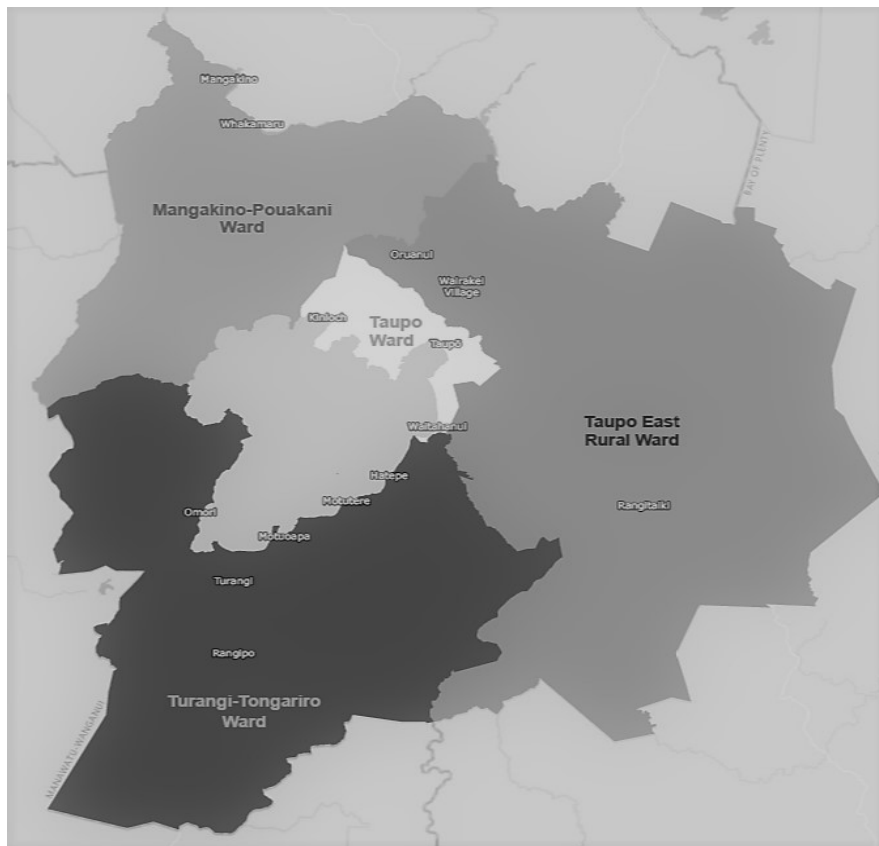 Mangakino
Whakamaru
BAY OF PLENTY
Mangakino-Pouakani
Ward
Oruanui
Wairakei
Village
Kinloch
Taupo
Ward
Taupō
Taupo East
Rural Ward
Waitahanui
Hatepe
Motutere
Rangitaiki
Omori
Motuoapa
Turangi
Rangipo
Turangi-Tongariro
Ward
MANAWATU-WANGANUI